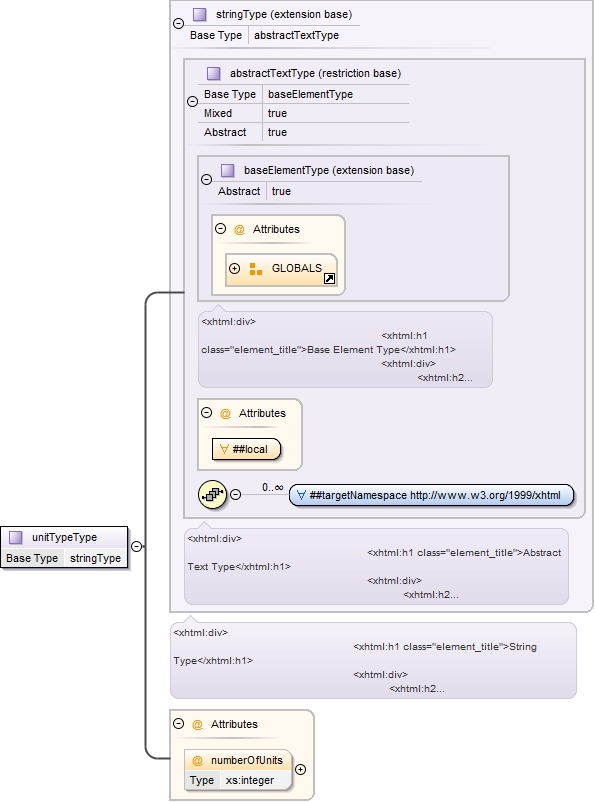 stringType (extension base)
Base Type abstractTextType
abstractTextType (restriction base)
Base Type baseElementType
Mixed true
Abstract true
baseElementType (extension base)
Abstract true
@ Attributes
GLOBALS
<xhtml:div>
<xhtml:h1
class="element_title">Base Element Type</xhtml:h1>
<xhtml:div>
<xhtml:h2...
@ Attributes
∀ ##local
0..∞
∀ ##targetNamespace http://www.w3.org/1999/xhtml
<xhtml:div>
<xhtml:h1 class="element_title">Abstract
Text Type</xhtml:h1>
<xhtml:div>
<xhtml:h2...
unitTypeType
Base Type stringType
<xhtml:div>
<xhtml:h1 class="element_title">String
Type</xhtml:h1>
<xhtml:div>
<xhtml:h2...
@ Attributes
@ numberOfUnits
Type xs:integer